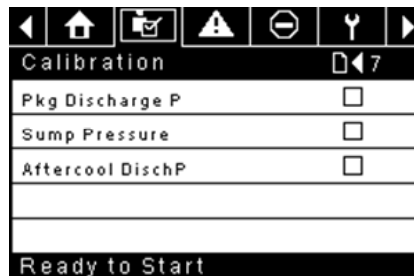 Calibration 7
Pkg Discharge P
Sump Pressure
Aftercool DischP
Ready to Start